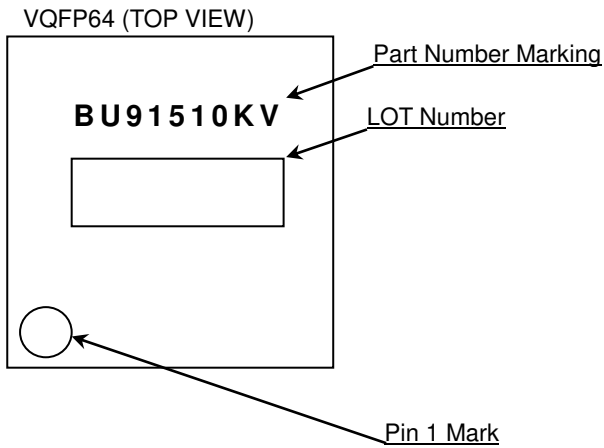 VQFP64 (TOP VIEW)
Part Number Marking
BU91510KV
LOT Number
Pin 1 Mark